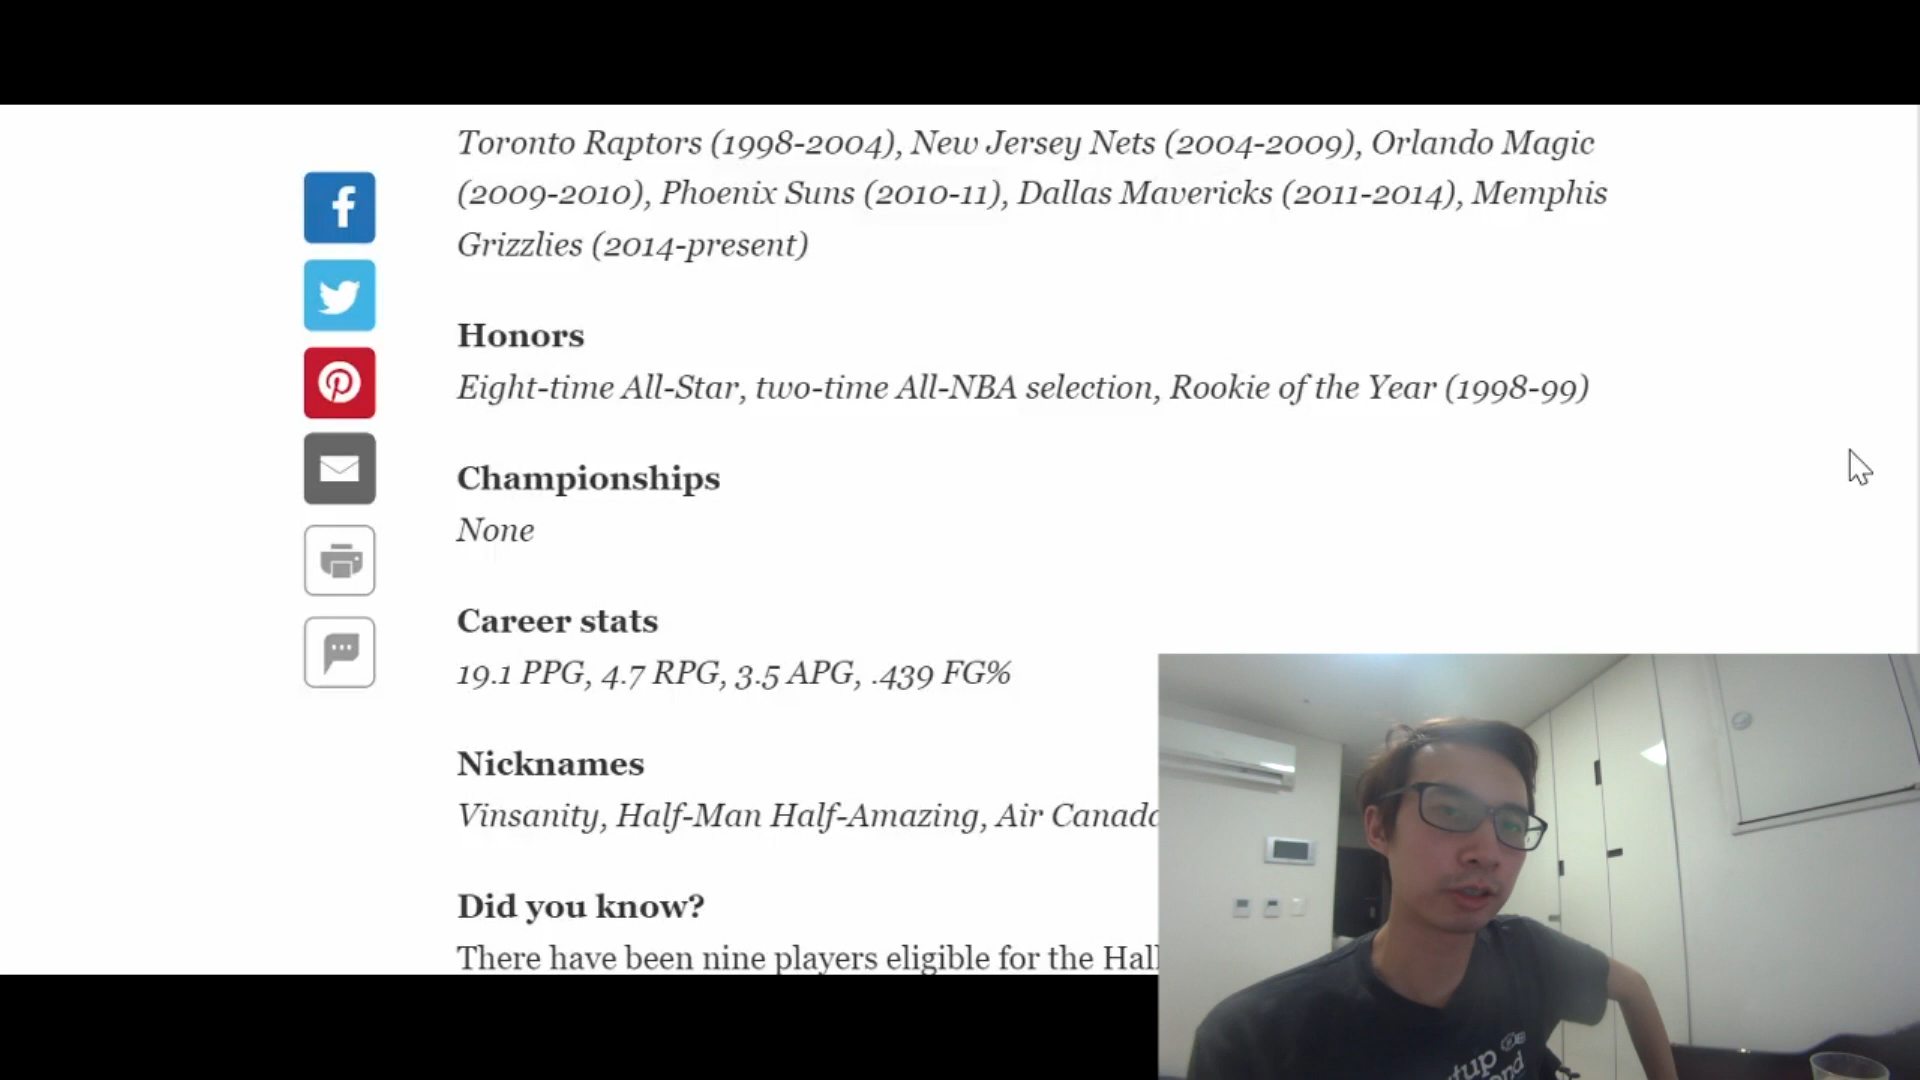 Toronto Raptors (1998-2004), New Jersey Nets (2004-2009), Orlando Magic
(2009-2010), Phoenix Suns (2010-11), Dallas Mavericks (2011-2014), Memphis
Grizzlies (2014-present)
Honors
Eight-time All-Star, two-time All-NBA selection, Rookie of the Year (1998-99)
Championships
None
Career stats
19.1 PPG, 4.7 RPG, 3.5 APG, .439 FG%
Nicknames
Vinsanity, Half-Man Half-Amazing, Air Canada
Did you know?
There have been nine players eligible for the Hall